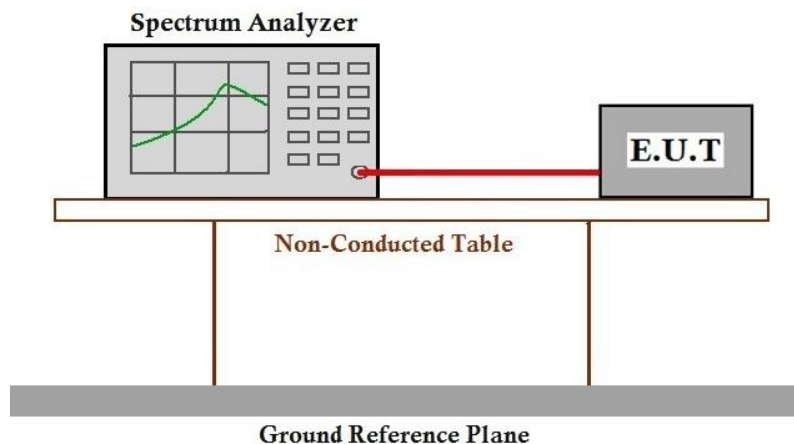 Spectrum Analyzer
E.U.T
Non-Conducted Table
Ground Reference Plane